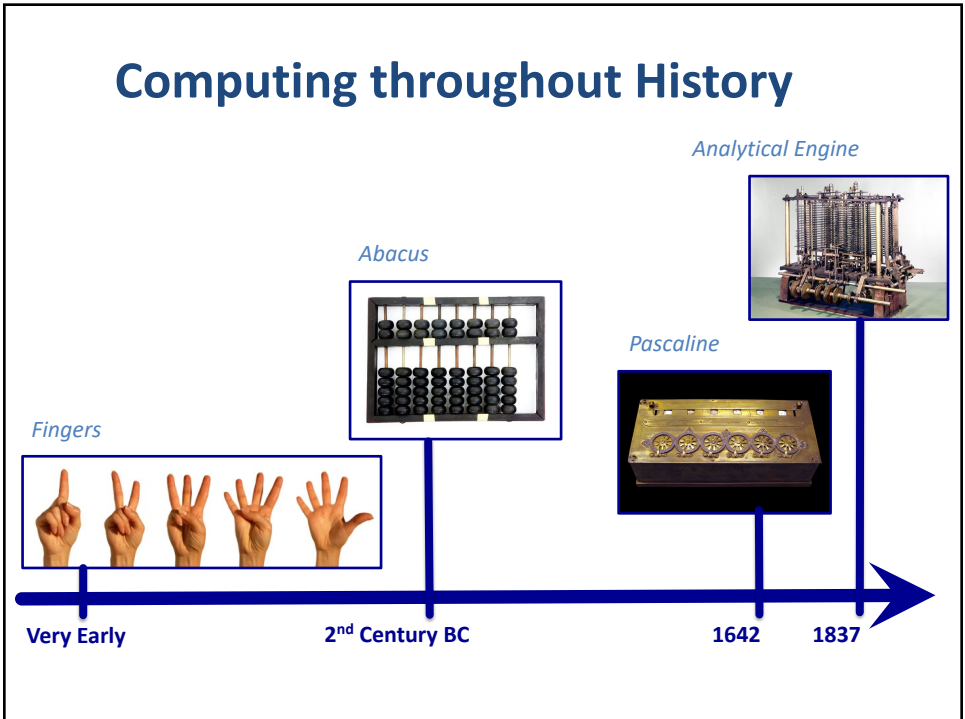 Computing throughout History
Analytical Engine
Abacus
Pascaline
Fingers
Very Early
2nd Century BC
1642
1837